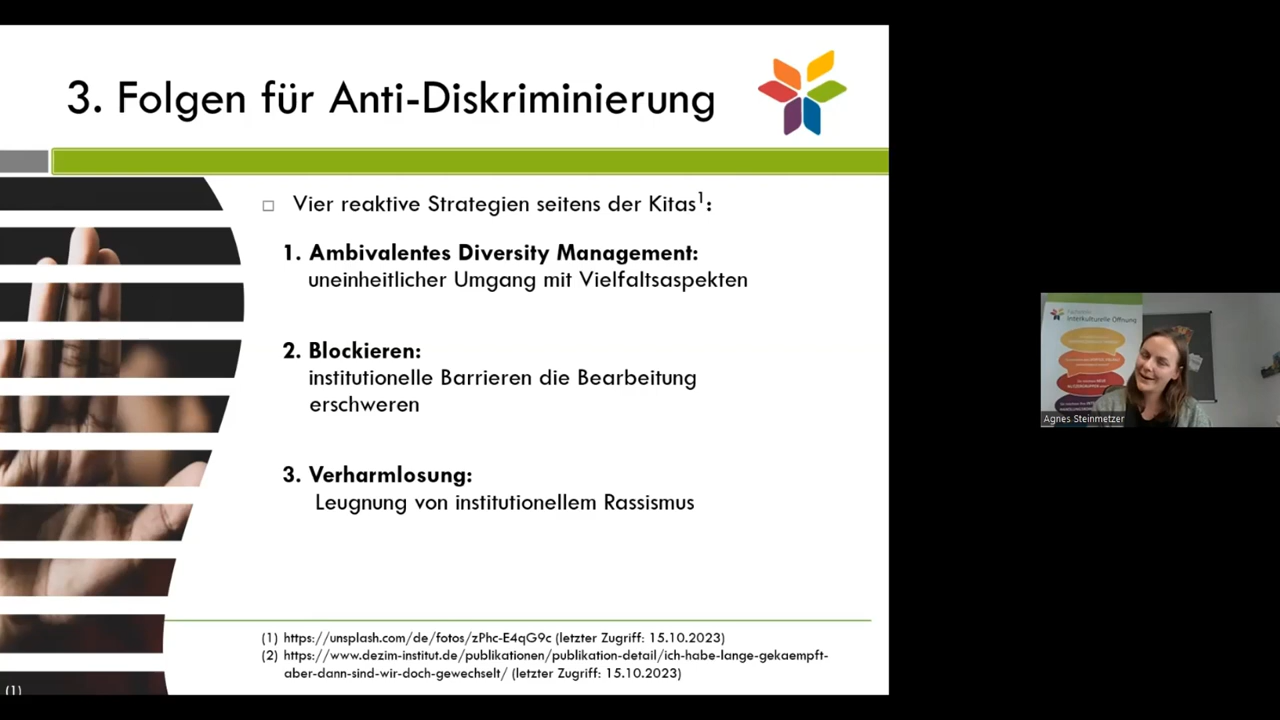 3. Folgen für Anti-Diskriminierung
□ Vier reaktive Strategien seitens der Kitas¹:
1. Ambivalentes Diversity Management:
uneinheitlicher Umgang mit Vielfaltsaspekten
2. Blockieren:
institutionelle Barrieren die Bearbeitung
erschweren
3. Verharmlosung:
Leugnung von institutionellem Rassismus
(1) https://unsplash.com/de/fotos/zPhc-E4qG9c (letzter Zugriff: 15.10.2023)
(2) https://www.dezim-institut.de/publikationen/publikation-detail/ich-habe-lange-gekaempft-
aber-dann-sind-wir-doch-gewechselt/ (letzter Zugriff: 15.10.2023)
(1)
Interkulturelle Öffnung
Agnes Steinmetzer